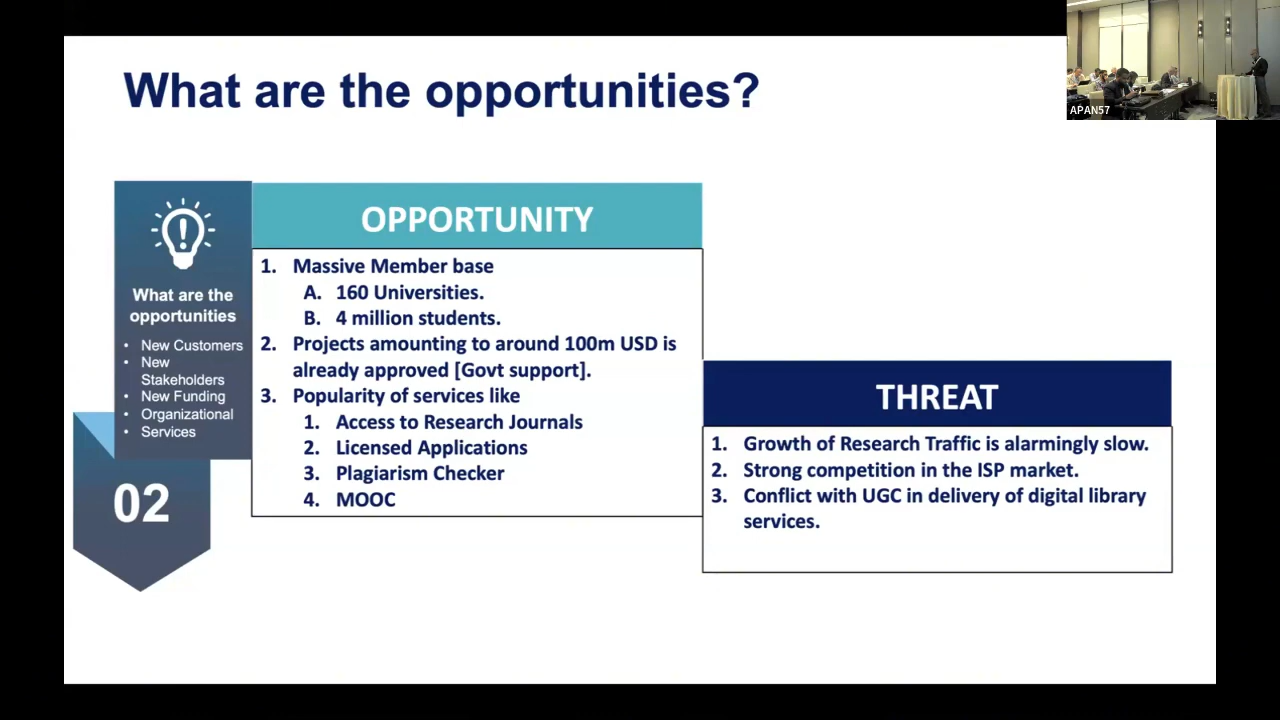 What are the opportunities?
APAN57
What are the
opportunities
• New Customers
• New
Stakeholders
• New Funding
• Organizational
• Services
02
OPPORTUNITY
1. Massive Member base
A. 160 Universities.
B. 4 million students.
2. Projects amounting to around 100m USD is
already approved [Govt support].
3. Popularity of services like
1. Access to Research Journals
2. Licensed Applications
3. Plagiarism Checker
4. MOOC
THREAT
1. Growth of Research Traffic is alarmingly slow.
2. Strong competition in the ISP market.
3. Conflict with UGC in delivery of digital library
services.